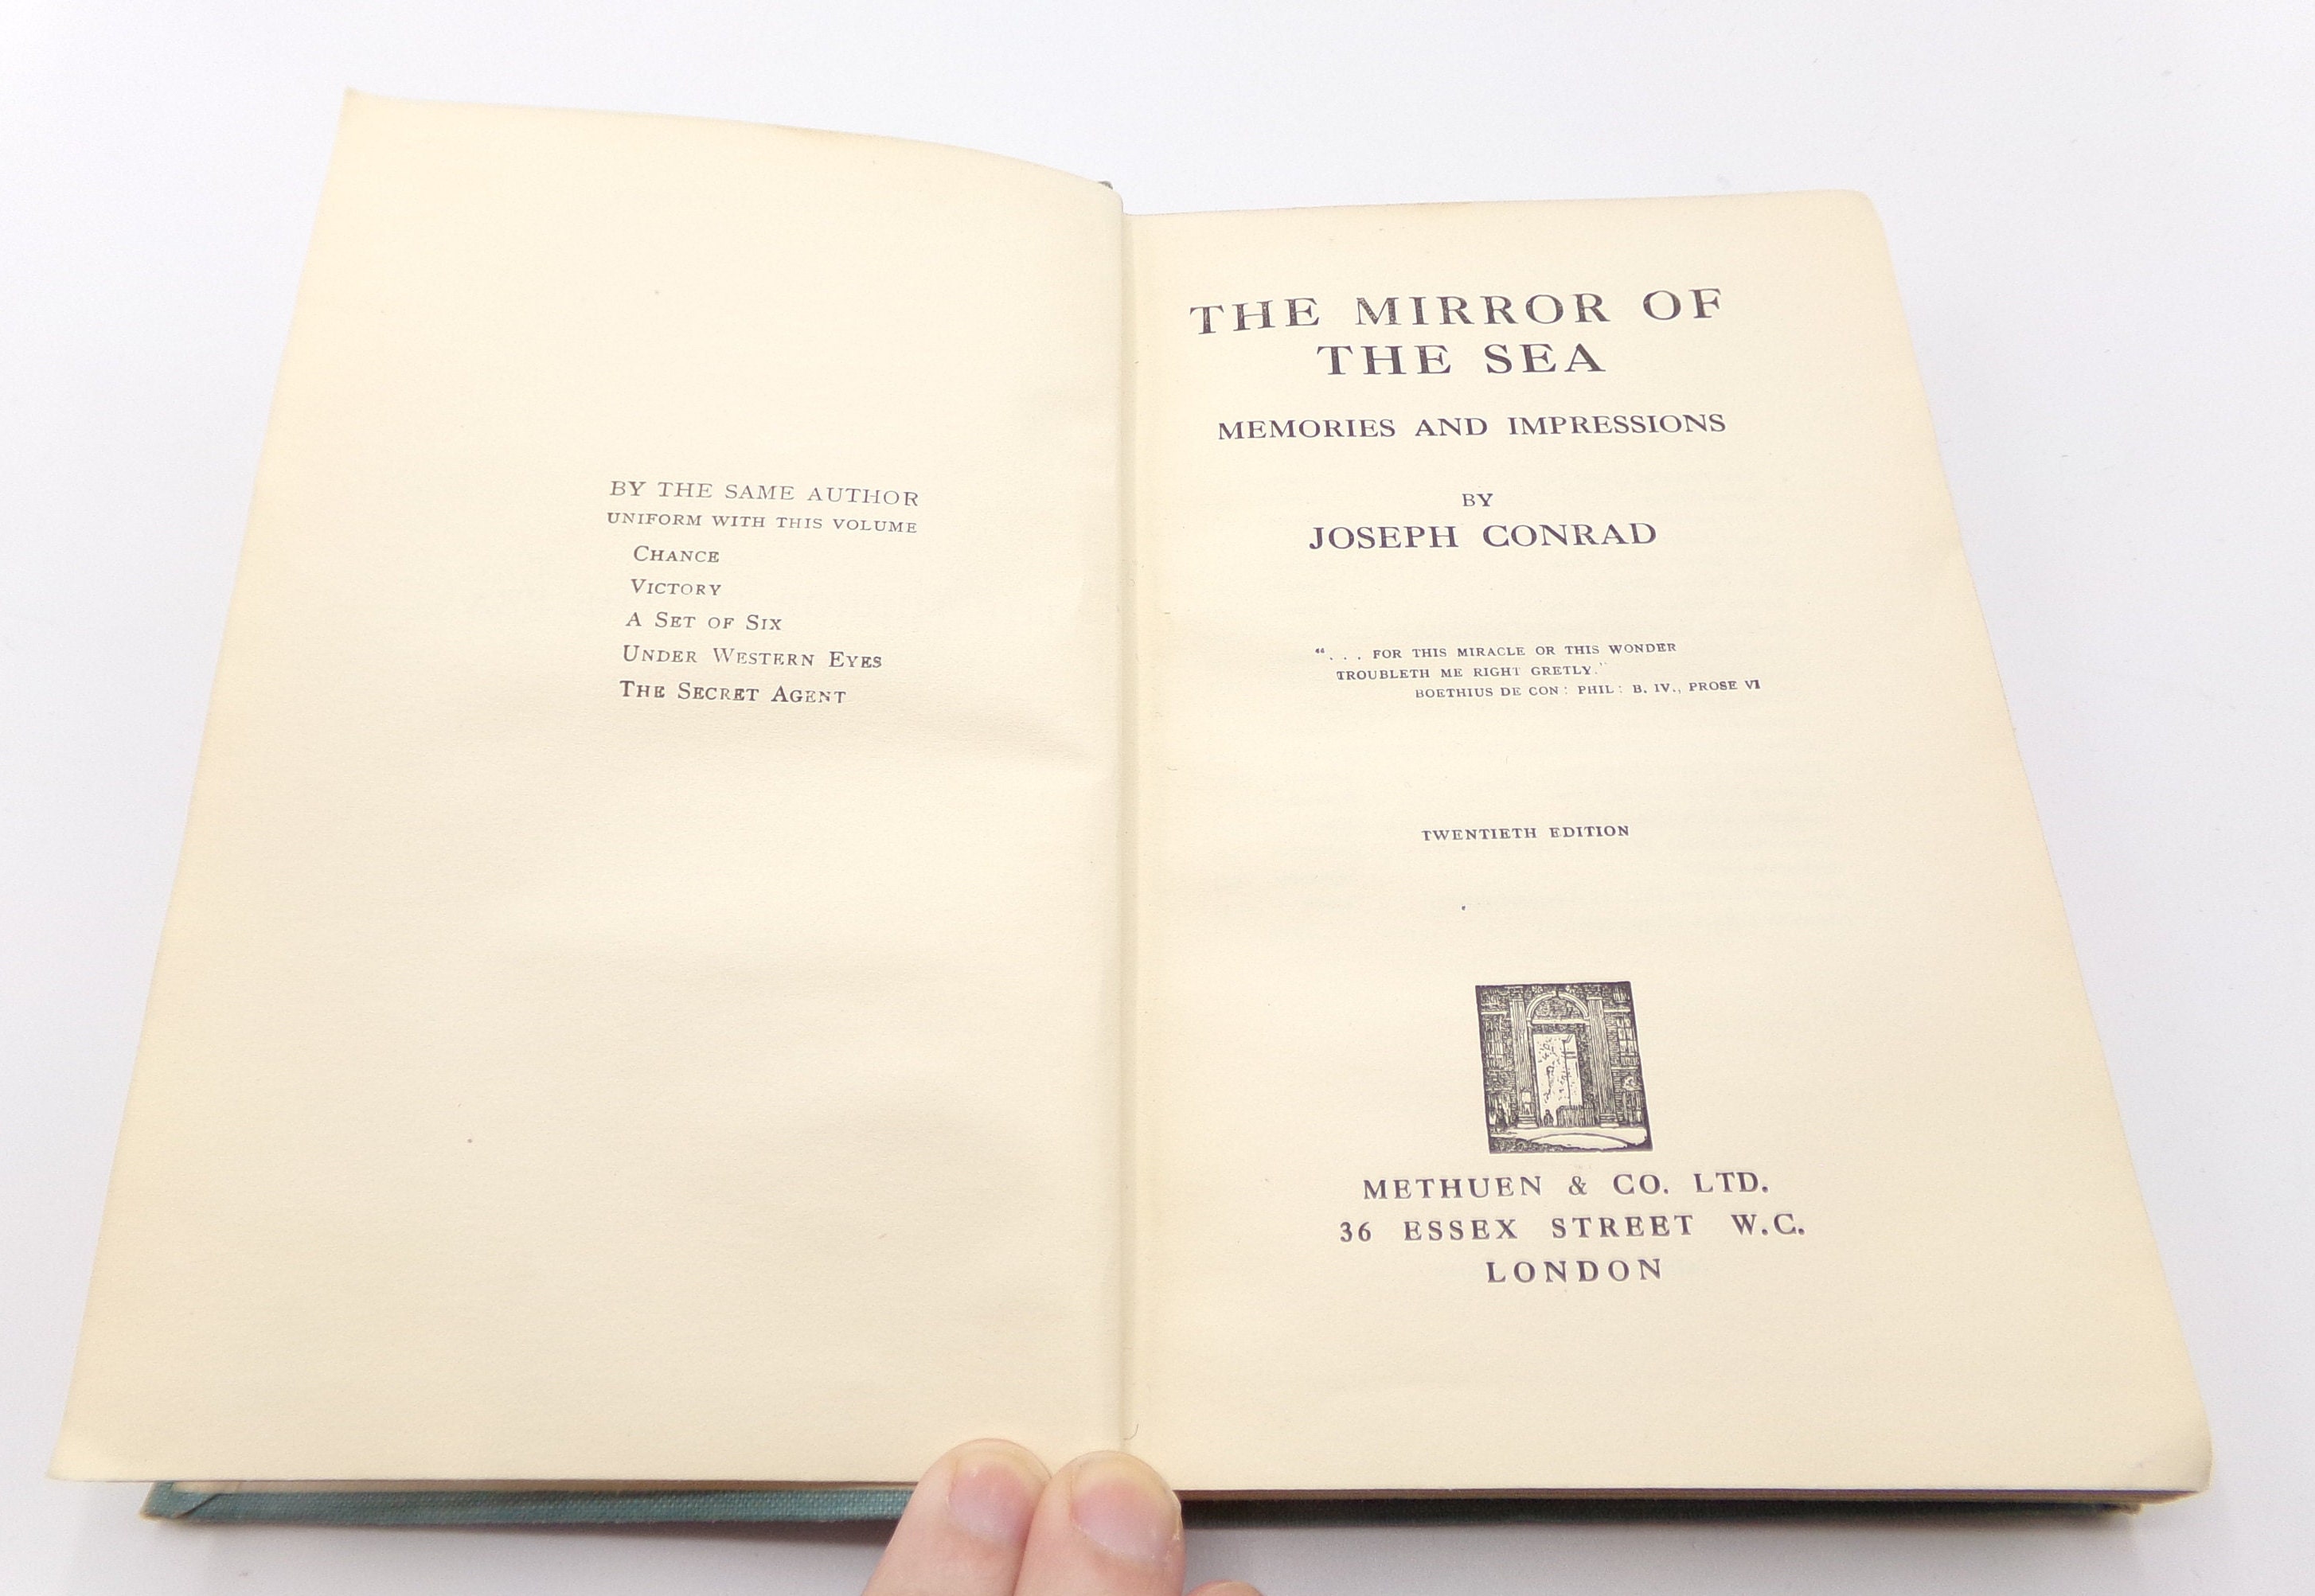 BY THE SAME AUTHOR
UNIFORM WITH THIS VOLUME
CHANCE
VICTORY
A SET OF SIX
UNDER WESTERN EYES
THE SECRET AGENT
THE MIRROR OF
THE SEA
MEMORIES AND IMPRESSIONS
BY
JOSEPH CONRAD
“. . . FOR THIS MIRACLE OR THIS WONDER
TROUBLETH ME RIGHT GRETLY.”
BOETHIUS DE CON : PHIL : B. IV., PROSE VI
TWENTIETH EDITION
METHUEN & CO. LTD.
36 ESSEX STREET W.C.
LONDON